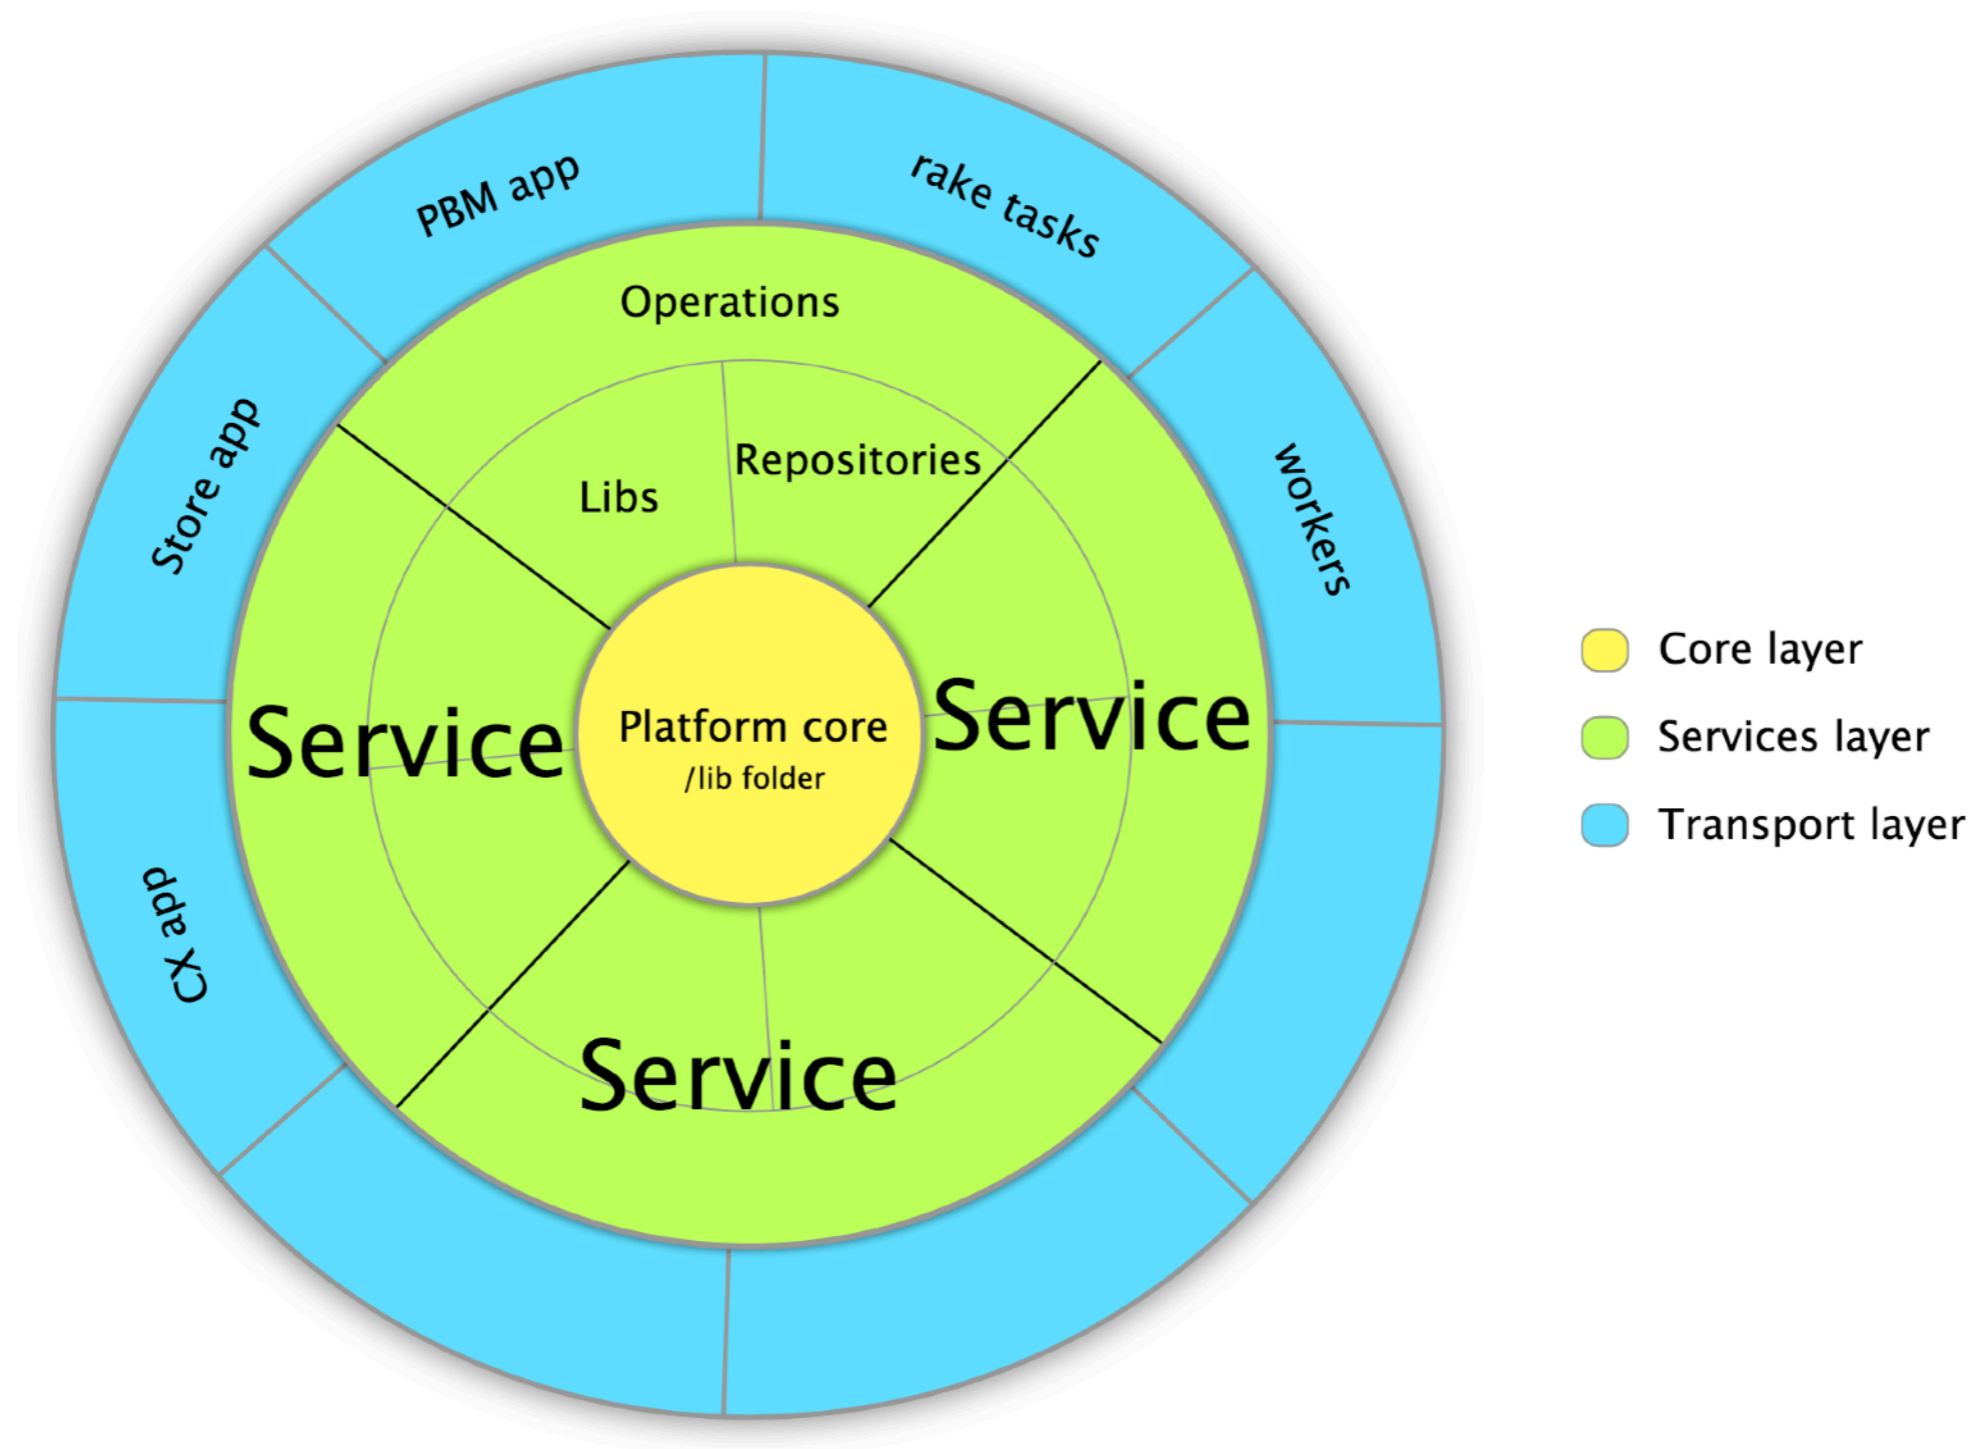 PBM app
rake tasks
Operations
Store app
Repositories
Libs
workers
Service
Platform core
/lib folder
Service
CX app
Service
Core layer
Services layer
Transport layer